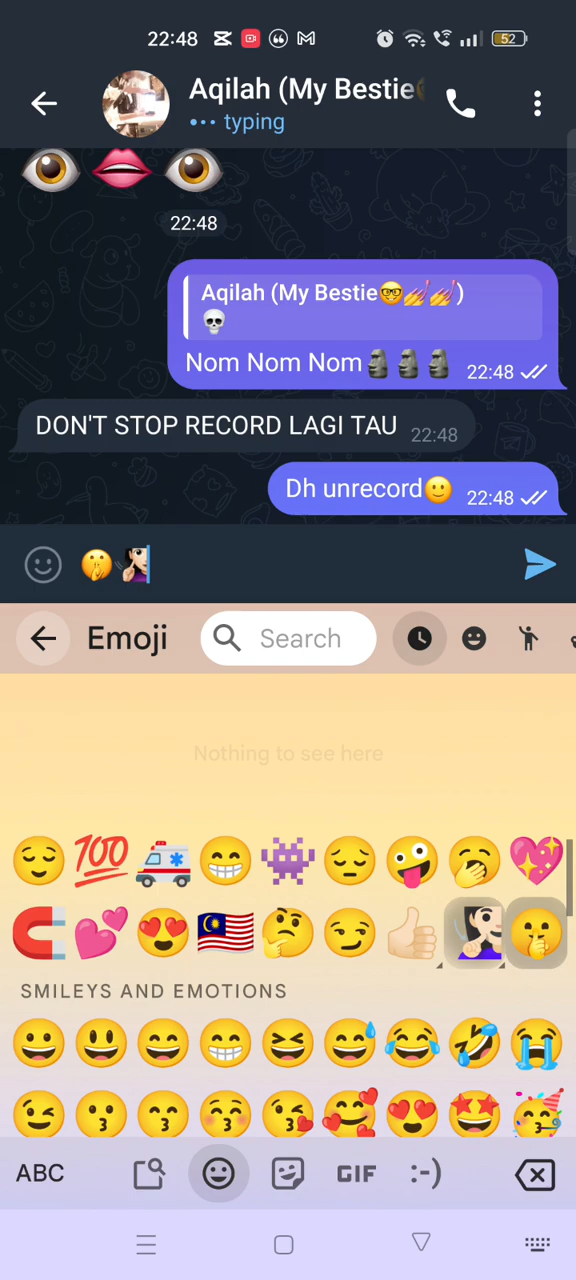 22:48
52
Aqilah (My Bestie
typing
22:48
Aqilah (My Bestie🤓💅💅)
💀
Nom Nom Nom🗿🗿🗿 22:48
DON'T STOP RECORD LAGI TAU 22:48
Dh unrecord🙂 22:48
Emoji
Search
Nothing to see here
SMILEYS AND EMOTIONS
ABC
GIF
:-)